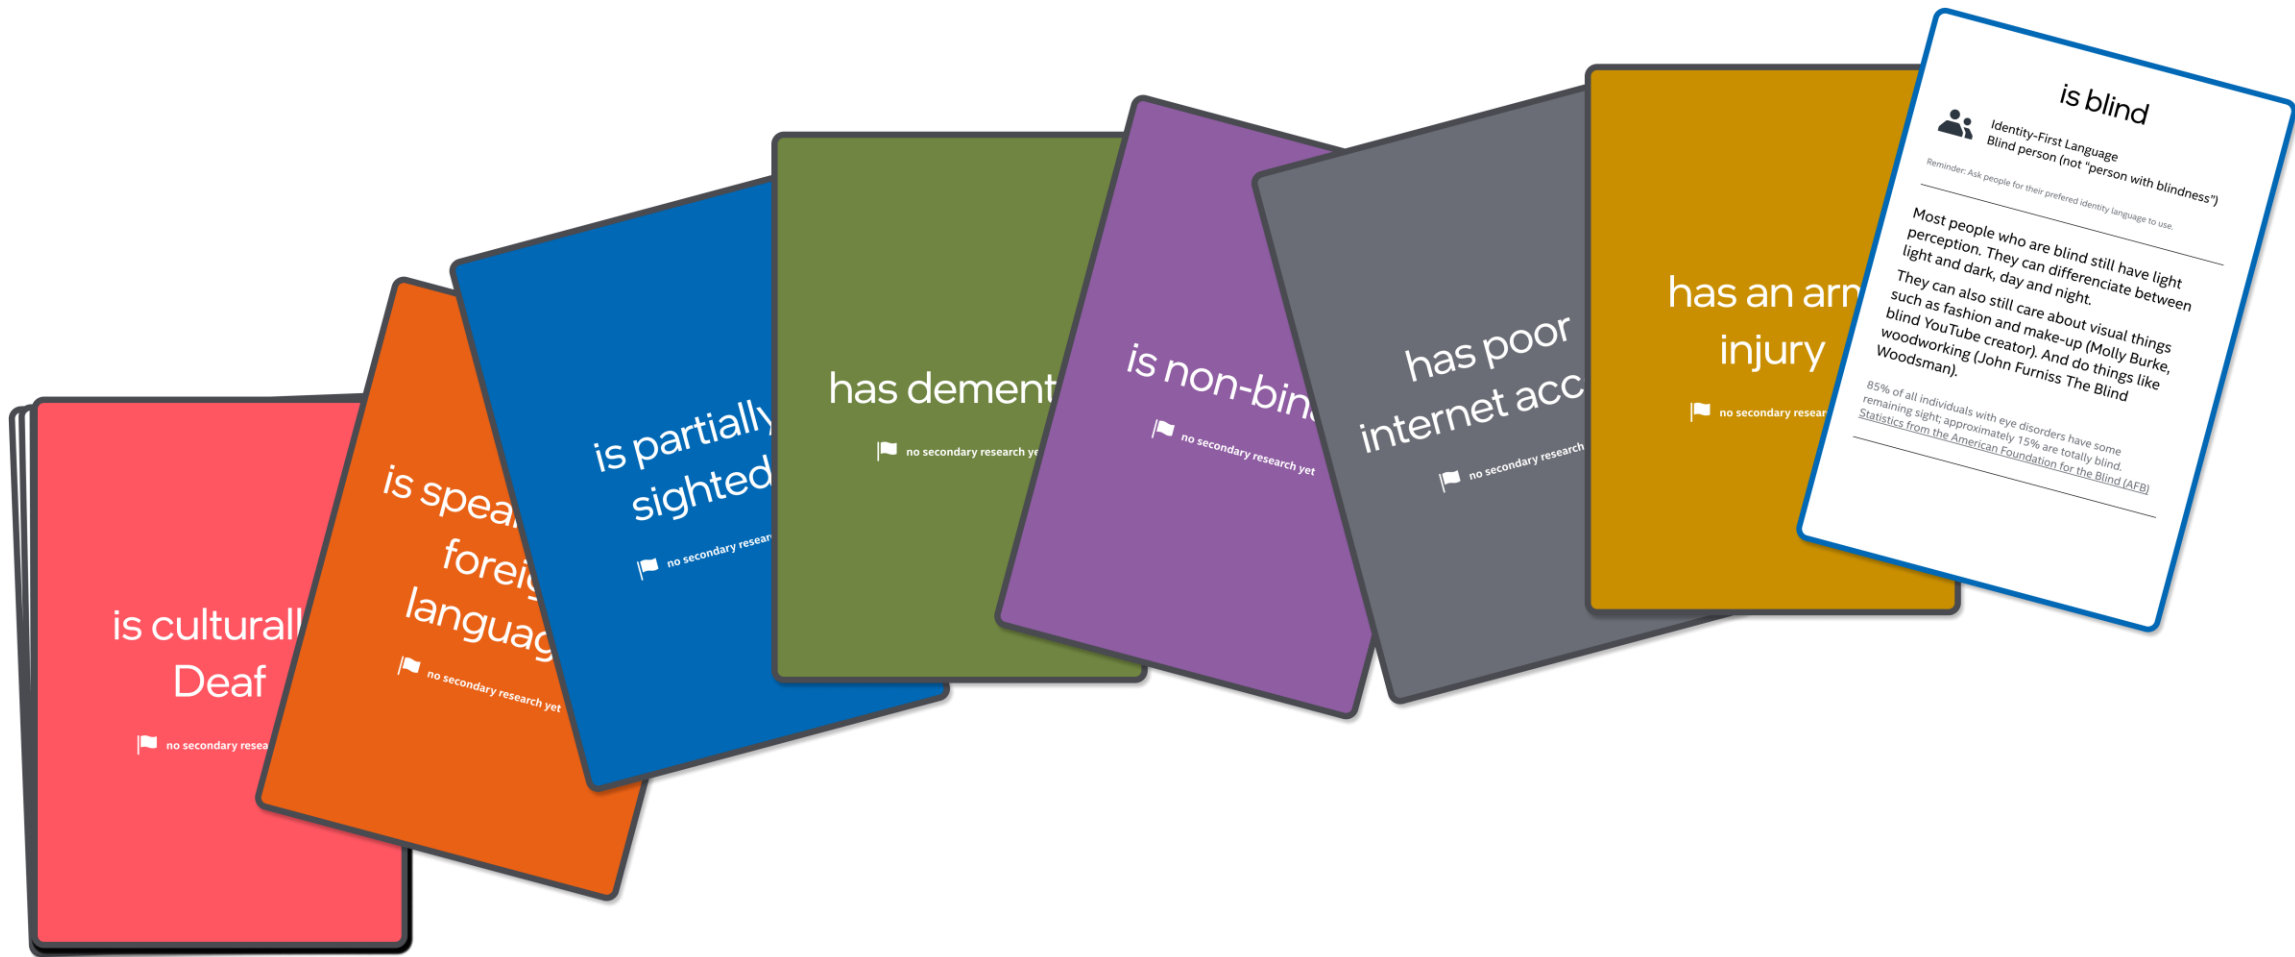 is culturall
Deaf
no secondary resea
is speak
foreig
languag
no secondary research yet
is partially
sighted
no secondary resear
has dement
no secondary research ye
is non-bin
no secondary research yet
has poor
internet acc
no secondary research
has an arm
injury
no secondary resear
is blind
Identity-First Language
Blind person (not "person with blindness")
Reminder: Ask people for their prefered identity language to use.
Most people who are blind still have light
perception. They can differenciate between
light and dark, day and night.
They can also still care about visual things
such as fashion and make-up (Molly Burke,
blind YouTube creator). And do things like
woodworking (John Furniss The Blind
Woodsman).
85% of all individuals with eye disorders have some
remaining sight; approximately 15% are totally blind.
Statistics from the American Foundation for the Blind (AFB)